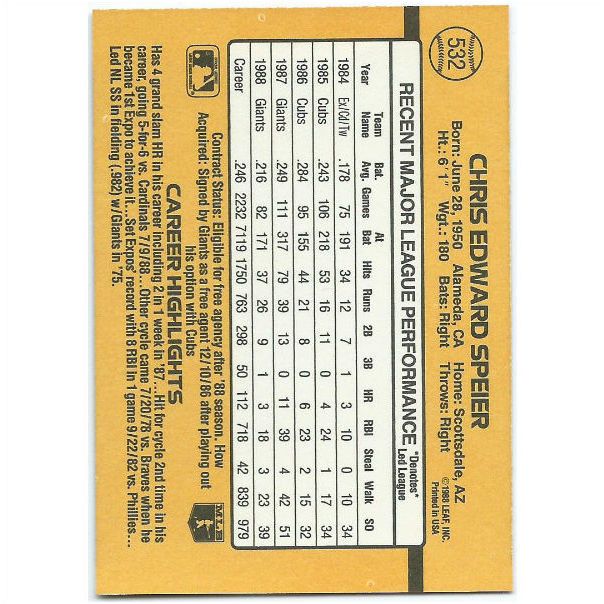 532
CHRIS EDWARD SPEIER
Born: June 28, 1950 Alameda, CA Home: Scottsdale, AZ
Ht.: 6' 1" Wgt.: 180 Bats: Right Throws: Right
©1988 LEAF, INC.
Printed in USA
RECENT MAJOR LEAGUE PERFORMANCE "Denotes"
Led League
Team Bat. At
Year Name Avg. Games Bat Hits Runs 2B 3B HR RBI Steal Walk SO
1984 Ex/Cd/Tw .178 75 191 34 12 7 1 3 10 0 10 34
1985 Cubs .243 106 218 53 16 11 0 4 24 1 17 34
1986 Cubs .284 95 155 44 21 8 0 6 23 2 15 32
1987 Giants .249 111 317 79 39 13 0 11 39 4 42 51
1988 Giants .216 82 171 37 26 9 1 3 18 3 23 39
Career .246 2232 7119 1750 763 298 50 112 718 42 839 979
Contract Status: Eligible for free agency after '88 season. How
Acquired: Signed by Giants as a free agent 12/10/86 after playing out
his option with Cubs
MLB
CAREER HIGHLIGHTS
Has 4 grand slam HR in his career including 2 in 1 week in '87...Hit for cycle 2nd time in his
career, going 5-for-6 vs. Cardinals 7/9/88...Other cycle came 7/20/78 vs. Braves when he
became 1st Expo to achieve it...Set Expos' record with 8 RBI in 1 game 9/22/82 vs. Phillies...
Led NL SS in fielding (.982) w/Giants in '75.